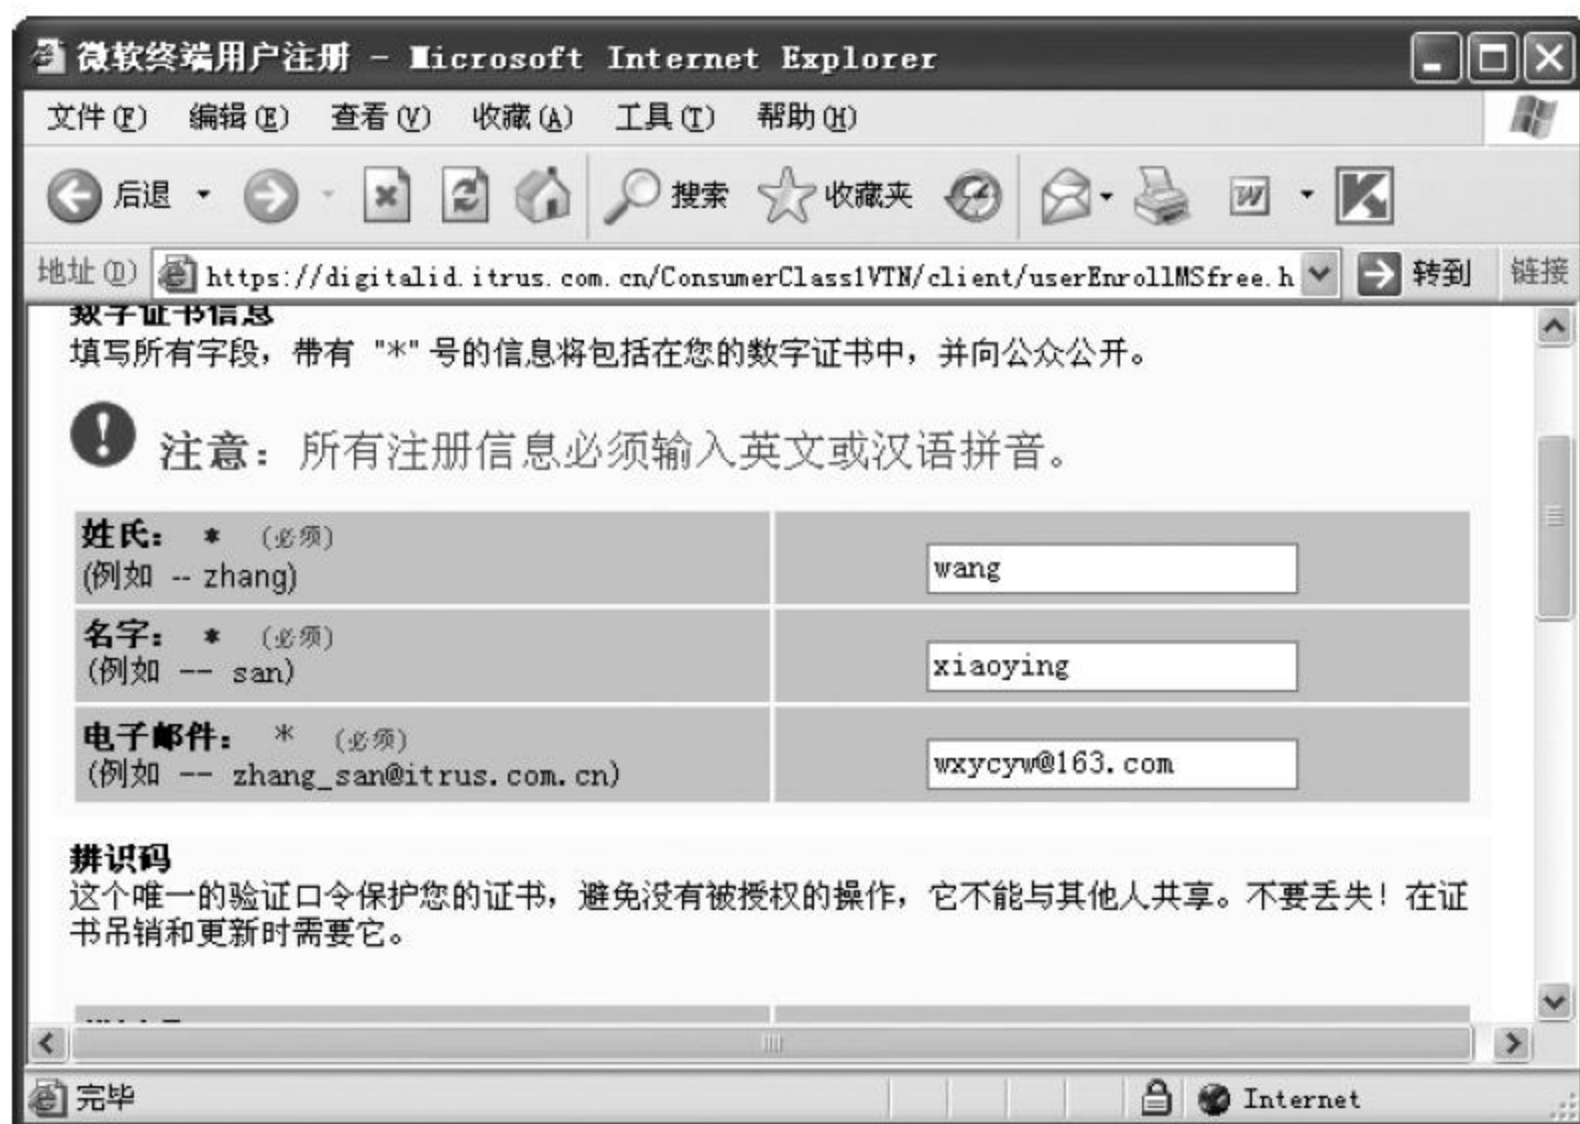 微软终端用户注册 - Microsoft Internet Explorer
文件(F) 编辑(E) 查看(V) 收藏(A) 工具(T) 帮助(H)
后退 搜索 收藏夹
地址(D) https://digitalid.itrus.com.cn/ConsumerClass1VTN/client/userEnrollMSfree.h 转到 链接
数字证书信息
填写所有字段，带有 "*" 号的信息将包括在您的数字证书中，并向公众公开。
注意：所有注册信息必须输入英文或汉语拼音。
姓氏： * (必须)
(例如 -- zhang)
wang
名字： * (必须)
(例如 -- san)
xiaoying
电子邮件： * (必须)
(例如 -- zhang_san@itrus.com.cn)
wxycyw@163.com
拼识码
这个唯一的验证口令保护您的证书，避免没有被授权的操作，它不能与其他人共享。不要丢失！在证
书吊销和更新时需要它。
完毕 Internet